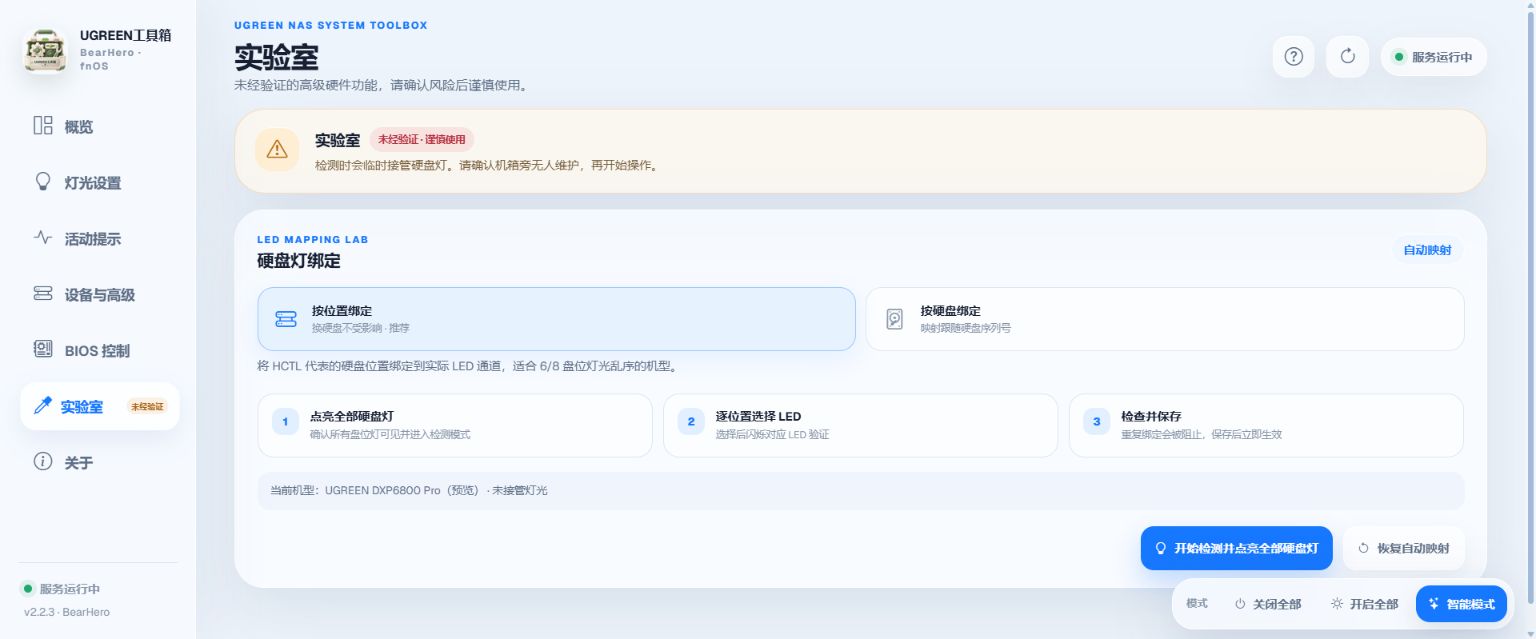 UGREEN工具箱
BearHero ·
fnOS
概览
灯光设置
活动提示
设备与高级
BIOS 控制
实验室 未经验证
关于
服务运行中
v2.2.3 · BearHero
UGREEN NAS SYSTEM TOOLBOX
实验室
未经验证的高级硬件功能，请确认风险后谨慎使用。
服务运行中
实验室 未经验证 · 谨慎使用
检测时会临时接管硬盘灯。请确认机箱旁无人维护，再开始操作。
LED MAPPING LAB
硬盘灯绑定
自动映射
按位置绑定
换硬盘不受影响 · 推荐
按硬盘绑定
映射跟随硬盘序列号
将 HCTL 代表的硬盘位置绑定到实际 LED 通道，适合 6/8 盘位灯光乱序的机型。
1 点亮全部硬盘灯
确认所有盘位灯可见并进入检测模式
2 逐位置选择 LED
选择后闪烁对应 LED 验证
3 检查并保存
重复绑定会被阻止，保存后立即生效
当前机型：UGREEN DXP6800 Pro（预览） · 未接管灯光
开始检测并点亮全部硬盘灯
恢复自动映射
模式 关闭全部 开启全部 智能模式